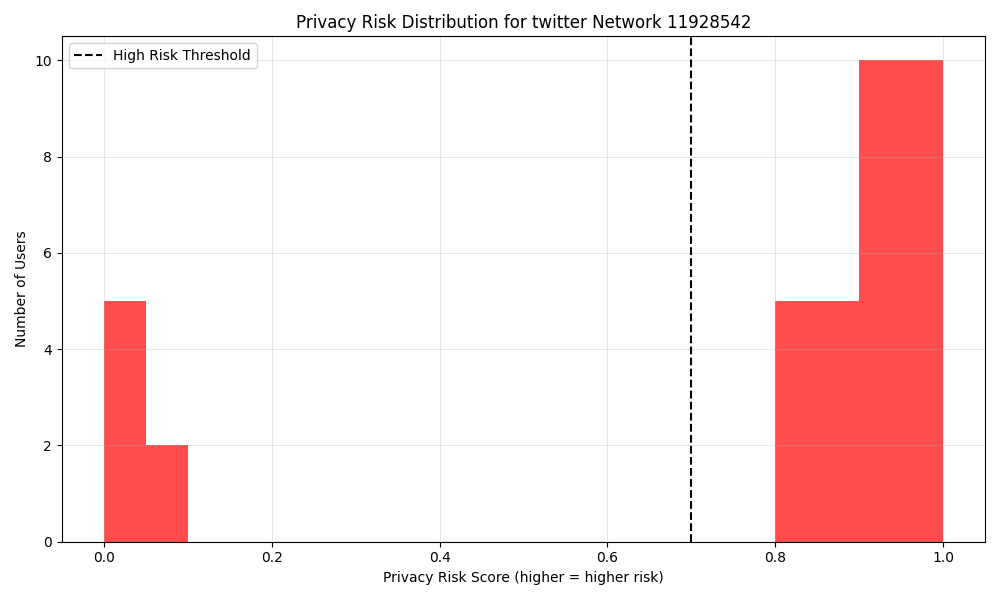 Privacy Risk Distribution for twitter Network 11928542
High Risk Threshold
Number of Users
10
8
6
4
2
0
0.0 0.2 0.4 0.6 0.8 1.0
Privacy Risk Score (higher = higher risk)